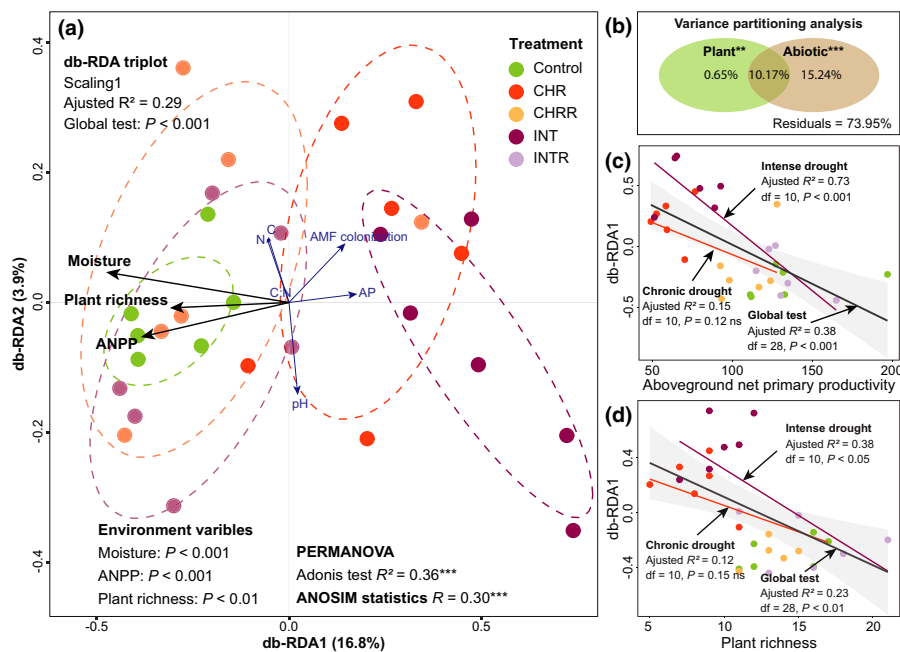 (a)
db-RDA triplot
Scaling1
Ajusted R² = 0.29
Global test: P < 0.001
Treatment
Control
CHR
CHRR
INT
INTR
C
N
AMF colonization
C:N
AP
pH
Moisture
Plant richness
ANPP
Environment varibles
Moisture: P < 0.001
ANPP: P < 0.001
Plant richness: P < 0.01
PERMANOVA
Adonis test R² = 0.36***
ANOSIM statistics R = 0.30***
0.4
0.2
0.0
-0.2
-0.4
db-RDA2 (3.9%)
-0.5
0.0
0.5
db-RDA1 (16.8%)
(b)
Variance partitioning analysis
Plant**
Abiotic***
0.65%
10.17%
15.24%
Residuals = 73.95%
(c)
Intense drought
Ajusted R² = 0.73
df = 10, P < 0.001
Chronic drought
Ajusted R² = 0.15
df = 10, P = 0.12 ns
Global test
Ajusted R² = 0.38
df = 28, P < 0.001
0.5
0.0
-0.5
db-RDA1
50
100
150
200
Aboveground net primary productivity
(d)
Intense drought
Ajusted R² = 0.38
df = 10, P < 0.05
Chronic drought
Ajusted R² = 0.12
df = 10, P = 0.15 ns
Global test
Ajusted R² = 0.23
df = 28, P < 0.01
0.4
0.0
-0.4
db-RDA1
5
10
15
20
Plant richness